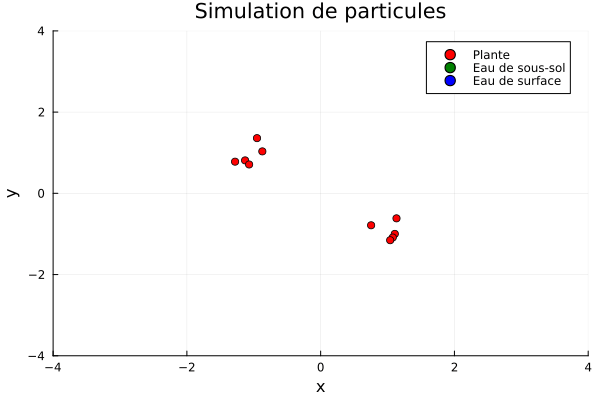 Simulation de particules
Plante
Eau de sous-sol
Eau de surface
4
2
0
−2
−4
y
−4
−2
0
2
4
x